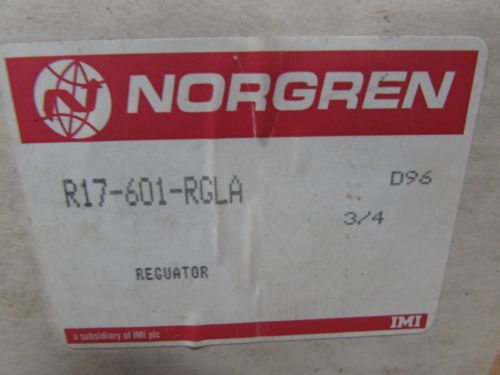 NORGREN
R17-601-RGLA
D96
3/4
REGUATOR
a subsidiary of IMI plc
IMI